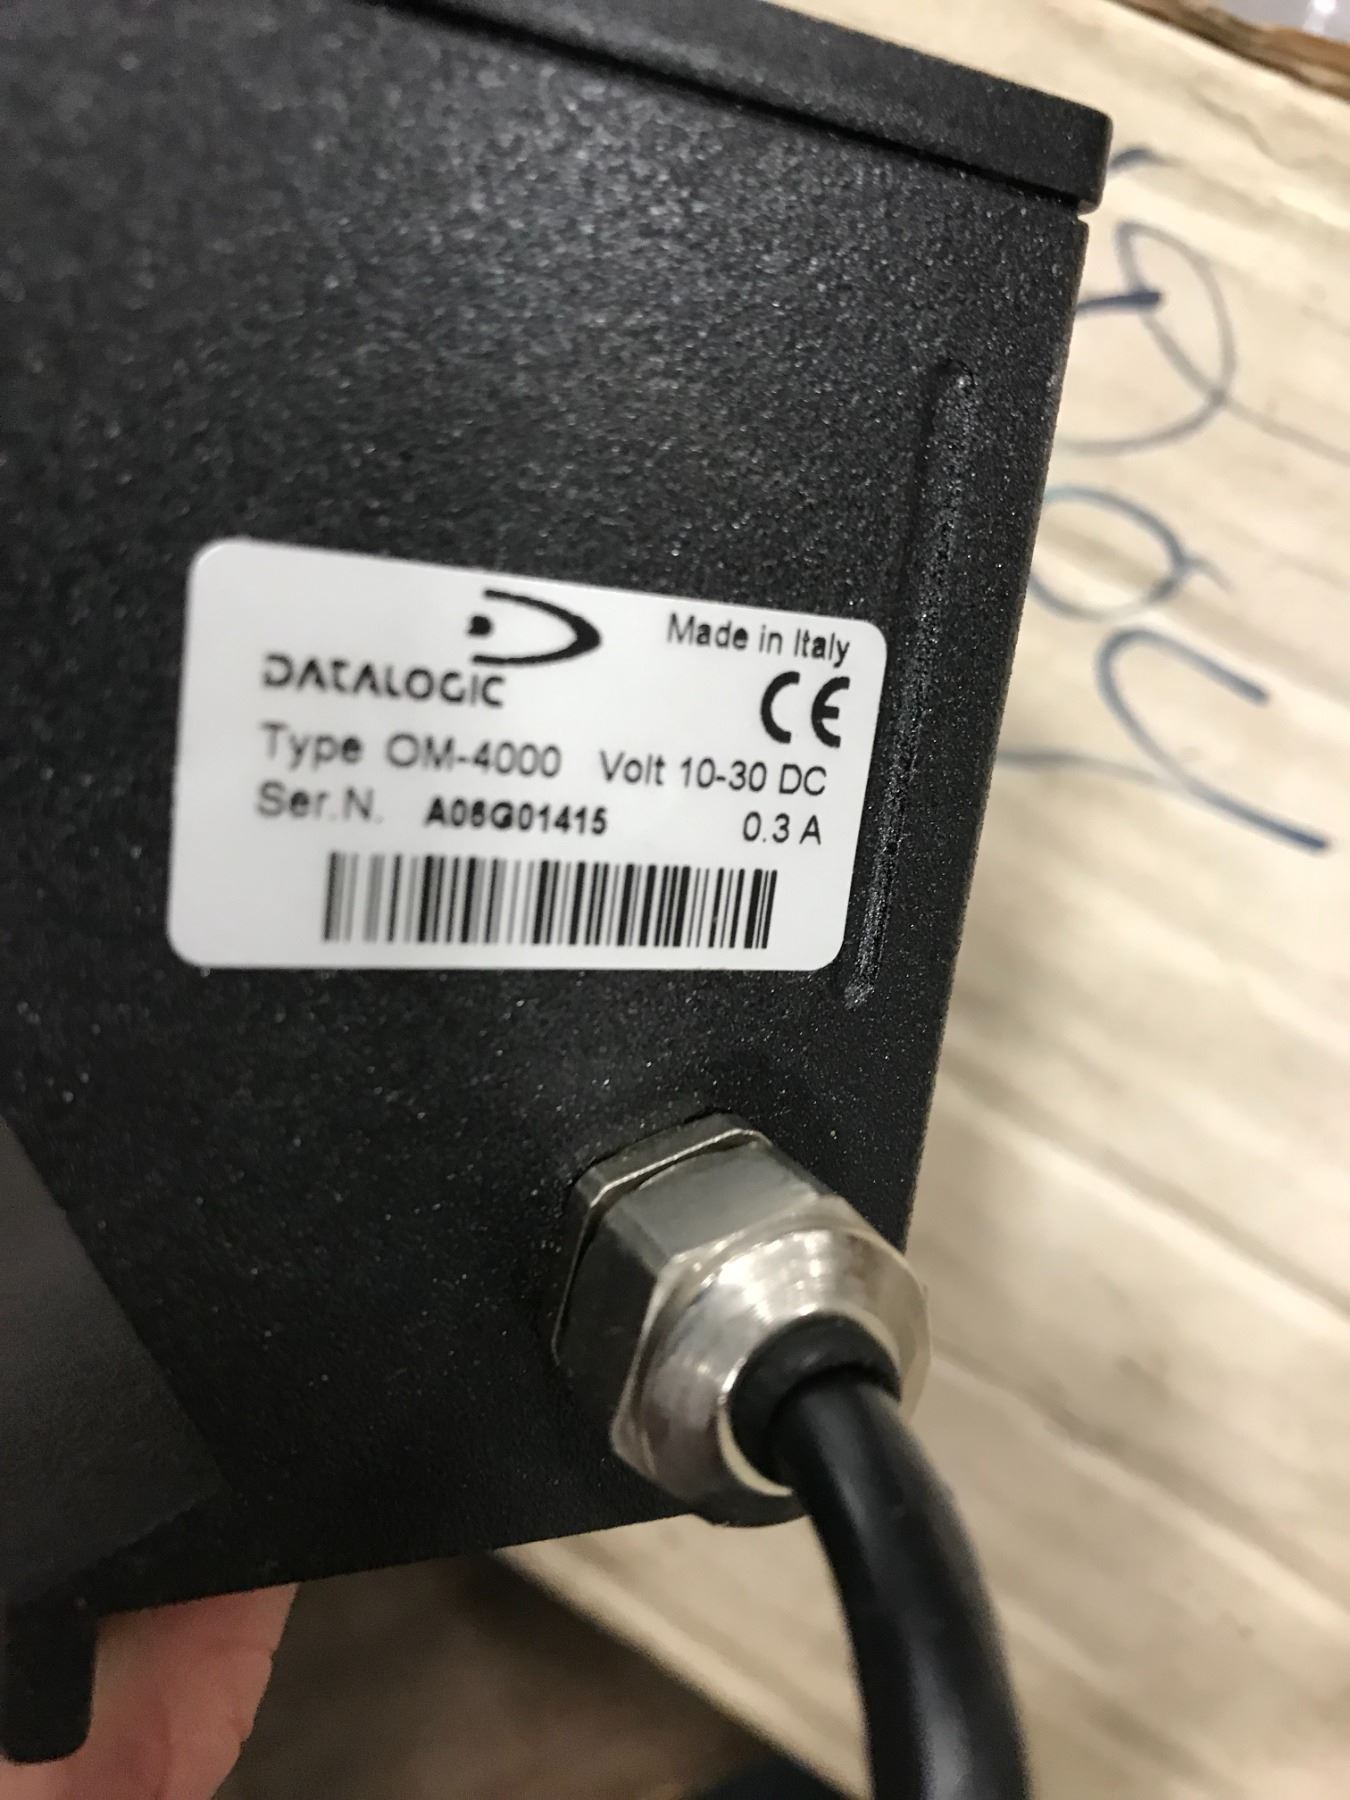 Made in Italy
DATALOGIC
CE
Type OM-4000 Volt 10-30 DC
Ser.N. A06G01415 0.3 A